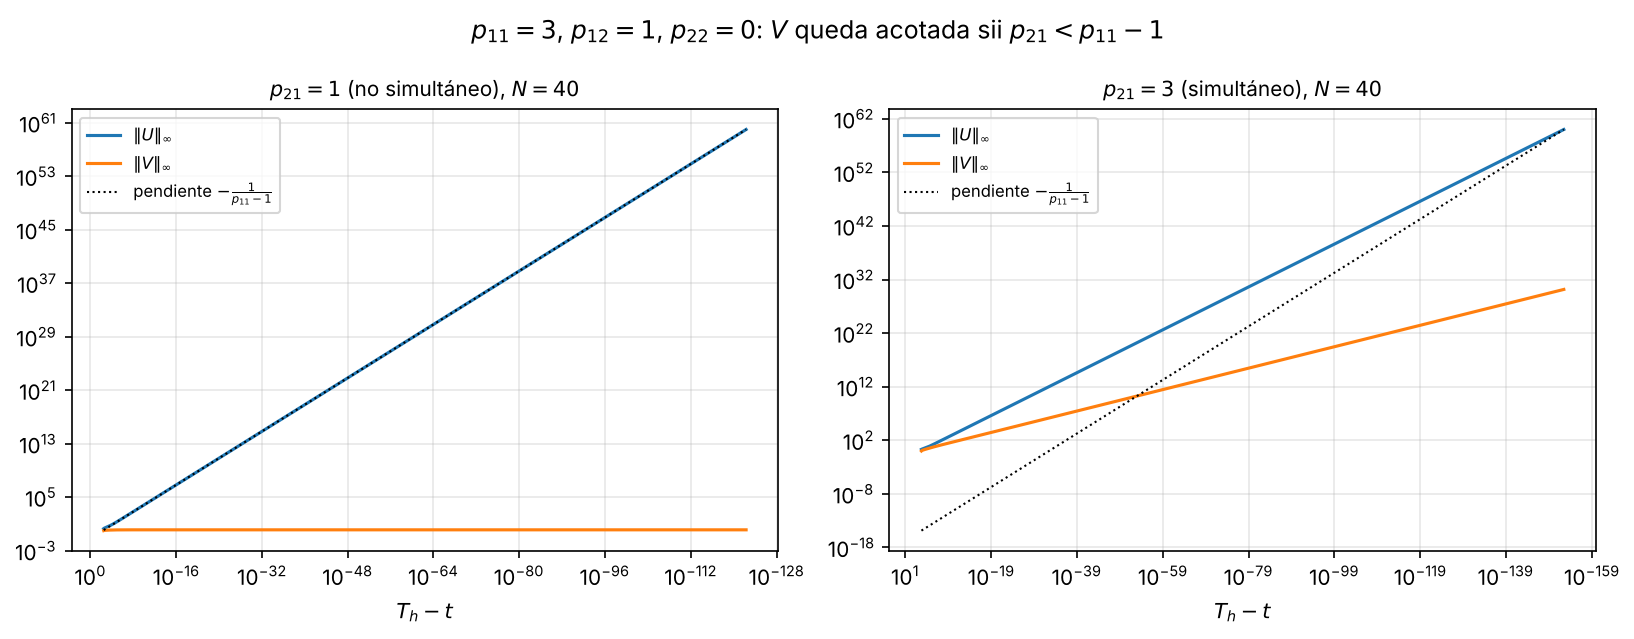 p₁₁ = 3, p₁₂ = 1, p₂₂ = 0: V queda acotada sii p₂₁ < p₁₁ − 1
p₂₁ = 1 (no simultáneo), N = 40
‖U‖∞
‖V‖∞
pendiente −1/(p₁₁−1)
10⁶¹
10⁵³
10⁴⁵
10³⁷
10²⁹
10²¹
10¹³
10⁵
10⁻³
10⁰ 10⁻¹⁶ 10⁻³² 10⁻⁴⁸ 10⁻⁶⁴ 10⁻⁸⁰ 10⁻⁹⁶ 10⁻¹¹² 10⁻¹²⁸
Tₕ − t
p₂₁ = 3 (simultáneo), N = 40
‖U‖∞
‖V‖∞
pendiente −1/(p₁₁−1)
10⁶²
10⁵²
10⁴²
10³²
10²²
10¹²
10²
10⁻⁸
10⁻¹⁸
10¹ 10⁻¹⁹ 10⁻³⁹ 10⁻⁵⁹ 10⁻⁷⁹ 10⁻⁹⁹ 10⁻¹¹⁹ 10⁻¹³⁹ 10⁻¹⁵⁹
Tₕ − t